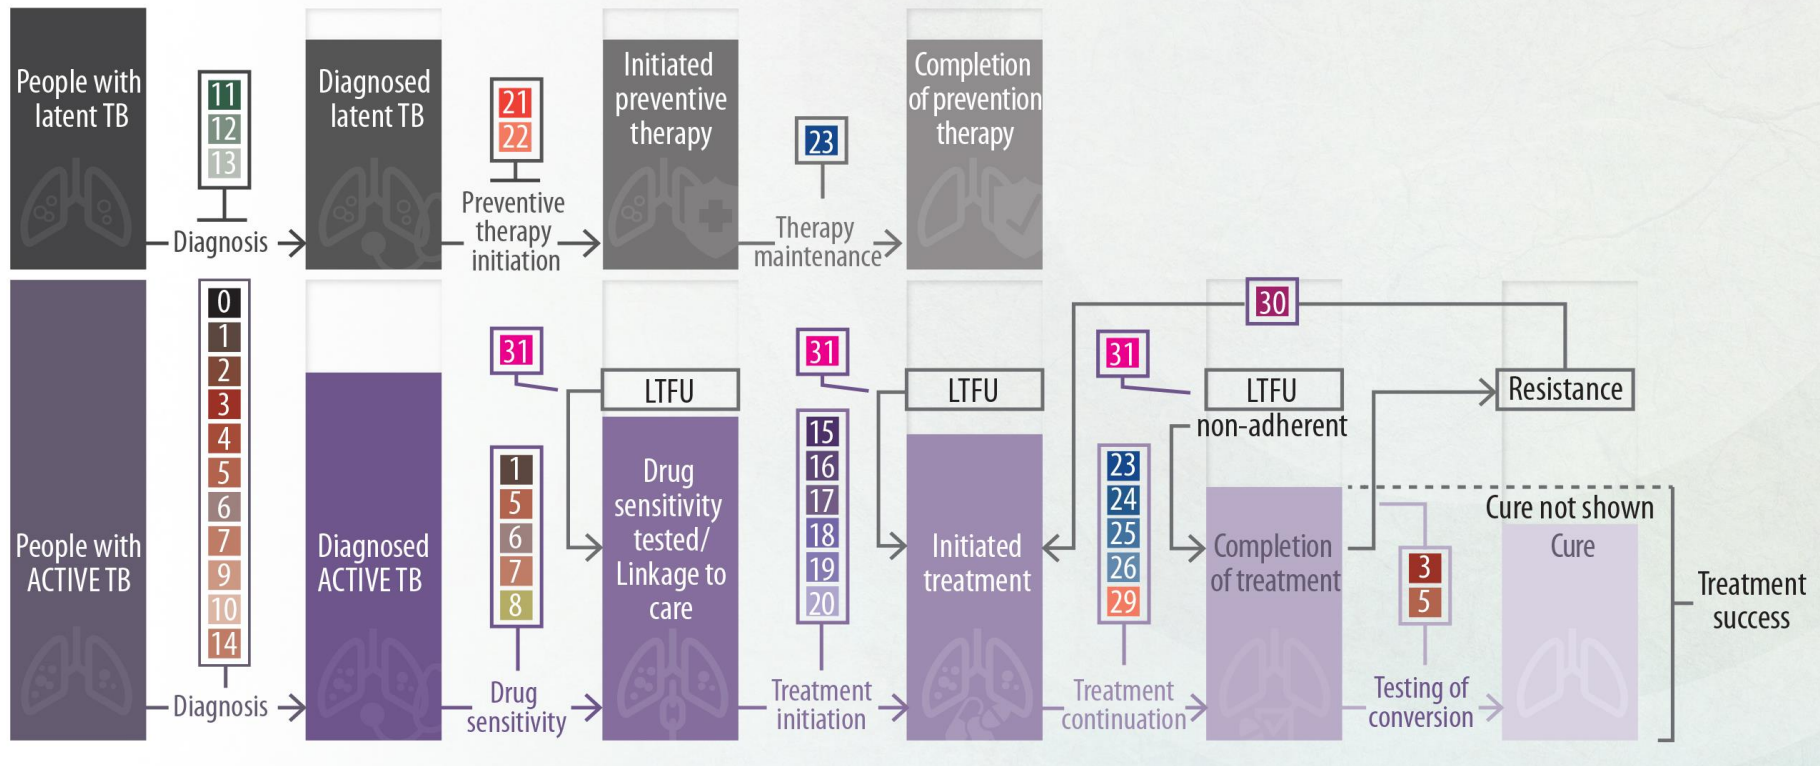 People with
latent TB
11
12
13
Diagnosis
Diagnosed
latent TB
21
22
Preventive
therapy
initiation
Initiated
preventive
therapy
23
Therapy
maintenance
Completion
of prevention
therapy
People with
ACTIVE TB
0
1
2
3
4
5
6
7
9
10
14
Diagnosis
Diagnosed
ACTIVE TB
31
1
5
6
7
8
Drug
sensitivity
LTFU
Drug
sensitivity
tested/
Linkage to
care
31
15
16
17
18
19
20
Treatment
initiation
LTFU
Initiated
treatment
31
23
24
25
26
29
Treatment
continuation
30
LTFU
non-adherent
Completion
of treatment
3
5
Testing of
conversion
Resistance
Cure not shown
Cure
Treatment
success